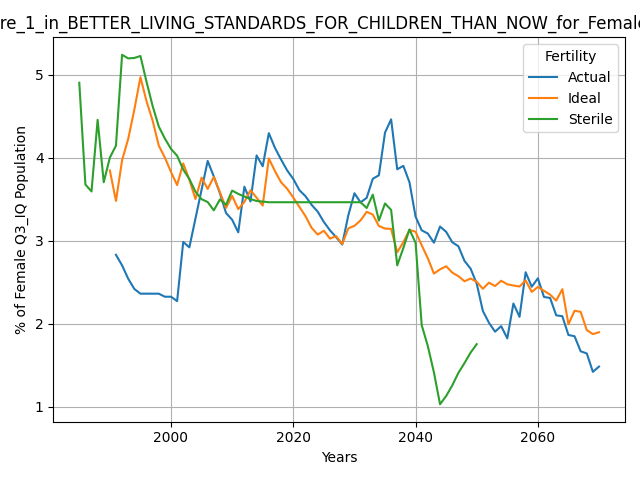 re_1_in_BETTER_LIVING_STANDARDS_FOR_CHILDREN_THAN_NOW_for_Female
Fertility
Actual
Ideal
Sterile
% of Female Q3_IQ Population
5
4
3
2
1
2000 2020 2040 2060
Years